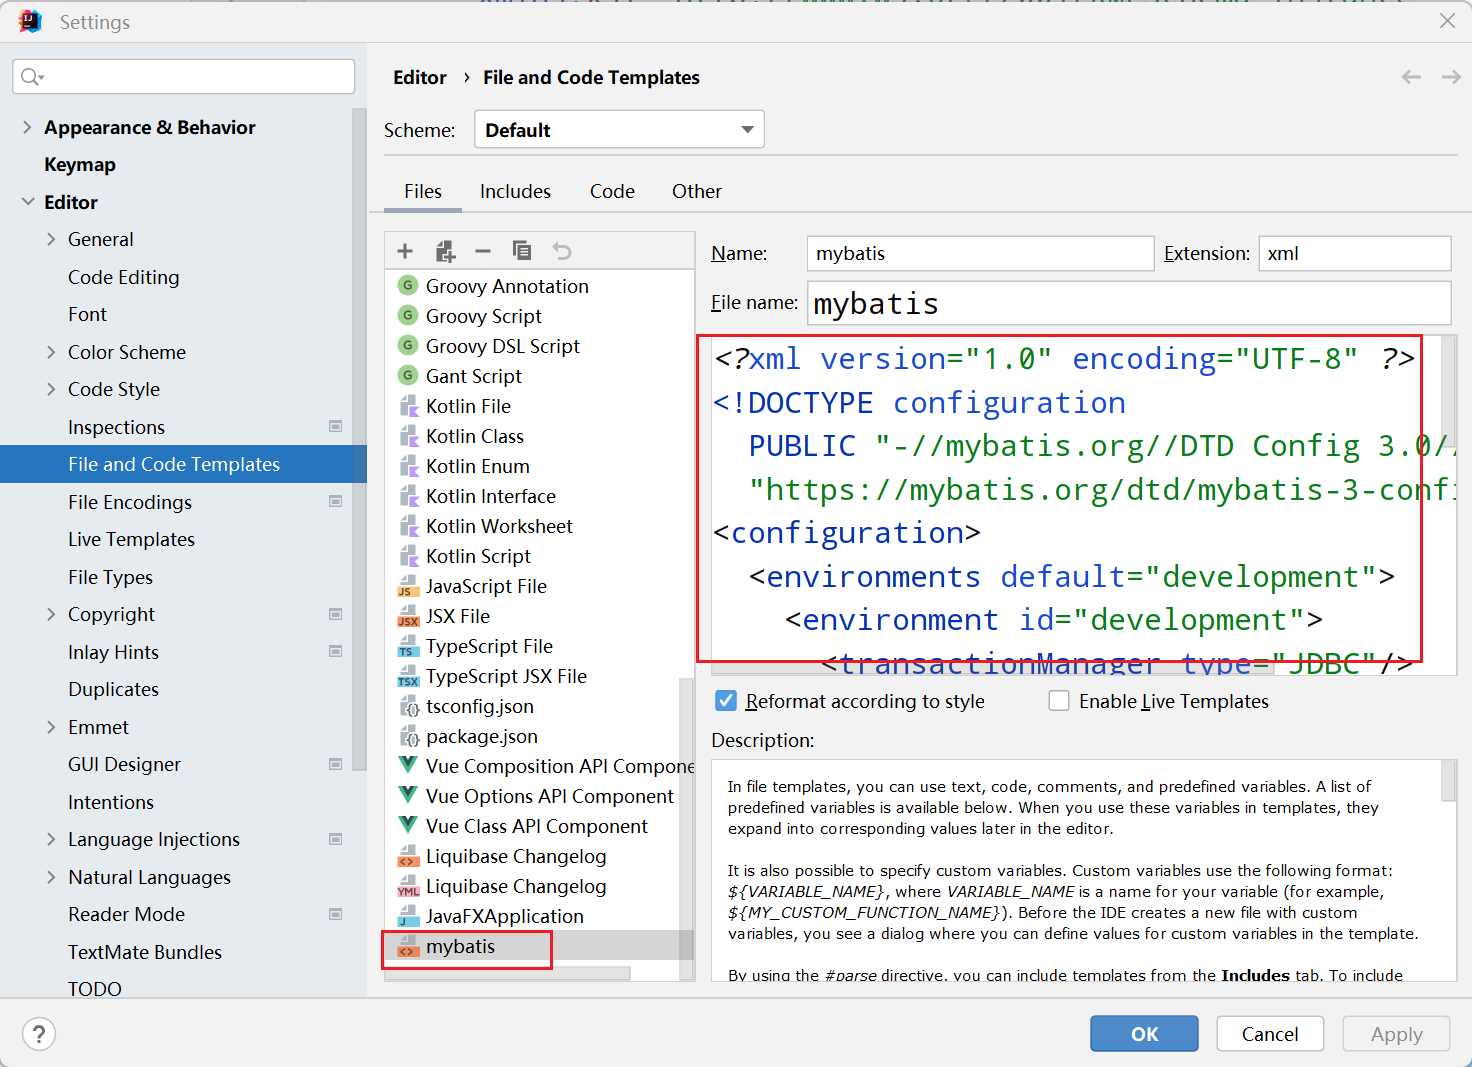 Settings
Editor › File and Code Templates
Scheme: Default
Appearance & Behavior
Keymap
Editor
General
Code Editing
Font
Color Scheme
Code Style
Inspections
File and Code Templates
File Encodings
Live Templates
File Types
Copyright
Inlay Hints
Duplicates
Emmet
GUI Designer
Intentions
Language Injections
Natural Languages
Reader Mode
TextMate Bundles
TODO
Files Includes Code Other
Groovy Annotation
Groovy Script
Groovy DSL Script
Gant Script
Kotlin File
Kotlin Class
Kotlin Enum
Kotlin Interface
Kotlin Worksheet
Kotlin Script
JavaScript File
JSX File
TypeScript File
TypeScript JSX File
tsconfig.json
package.json
Vue Composition API Compone
Vue Options API Component
Vue Class API Component
Liquibase Changelog
Liquibase Changelog
JavaFXApplication
mybatis
Name: mybatis Extension: xml
File name: mybatis
<?xml version="1.0" encoding="UTF-8" ?>
<!DOCTYPE configuration
PUBLIC "-//mybatis.org//DTD Config 3.0//
"https://mybatis.org/dtd/mybatis-3-confi
<configuration>
<environments default="development">
<environment id="development">
<transactionManager type="JDBC"/>
Reformat according to style Enable Live Templates
Description:
In file templates, you can use text, code, comments, and predefined variables. A list of
predefined variables is available below. When you use these variables in templates, they
expand into corresponding values later in the editor.
It is also possible to specify custom variables. Custom variables use the following format:
${VARIABLE_NAME}, where VARIABLE_NAME is a name for your variable (for example,
${MY_CUSTOM_FUNCTION_NAME}). Before the IDE creates a new file with custom
variables, you see a dialog where you can define values for custom variables in the template.
By using the #parse directive, you can include templates from the Includes tab. To include
? OK Cancel Apply